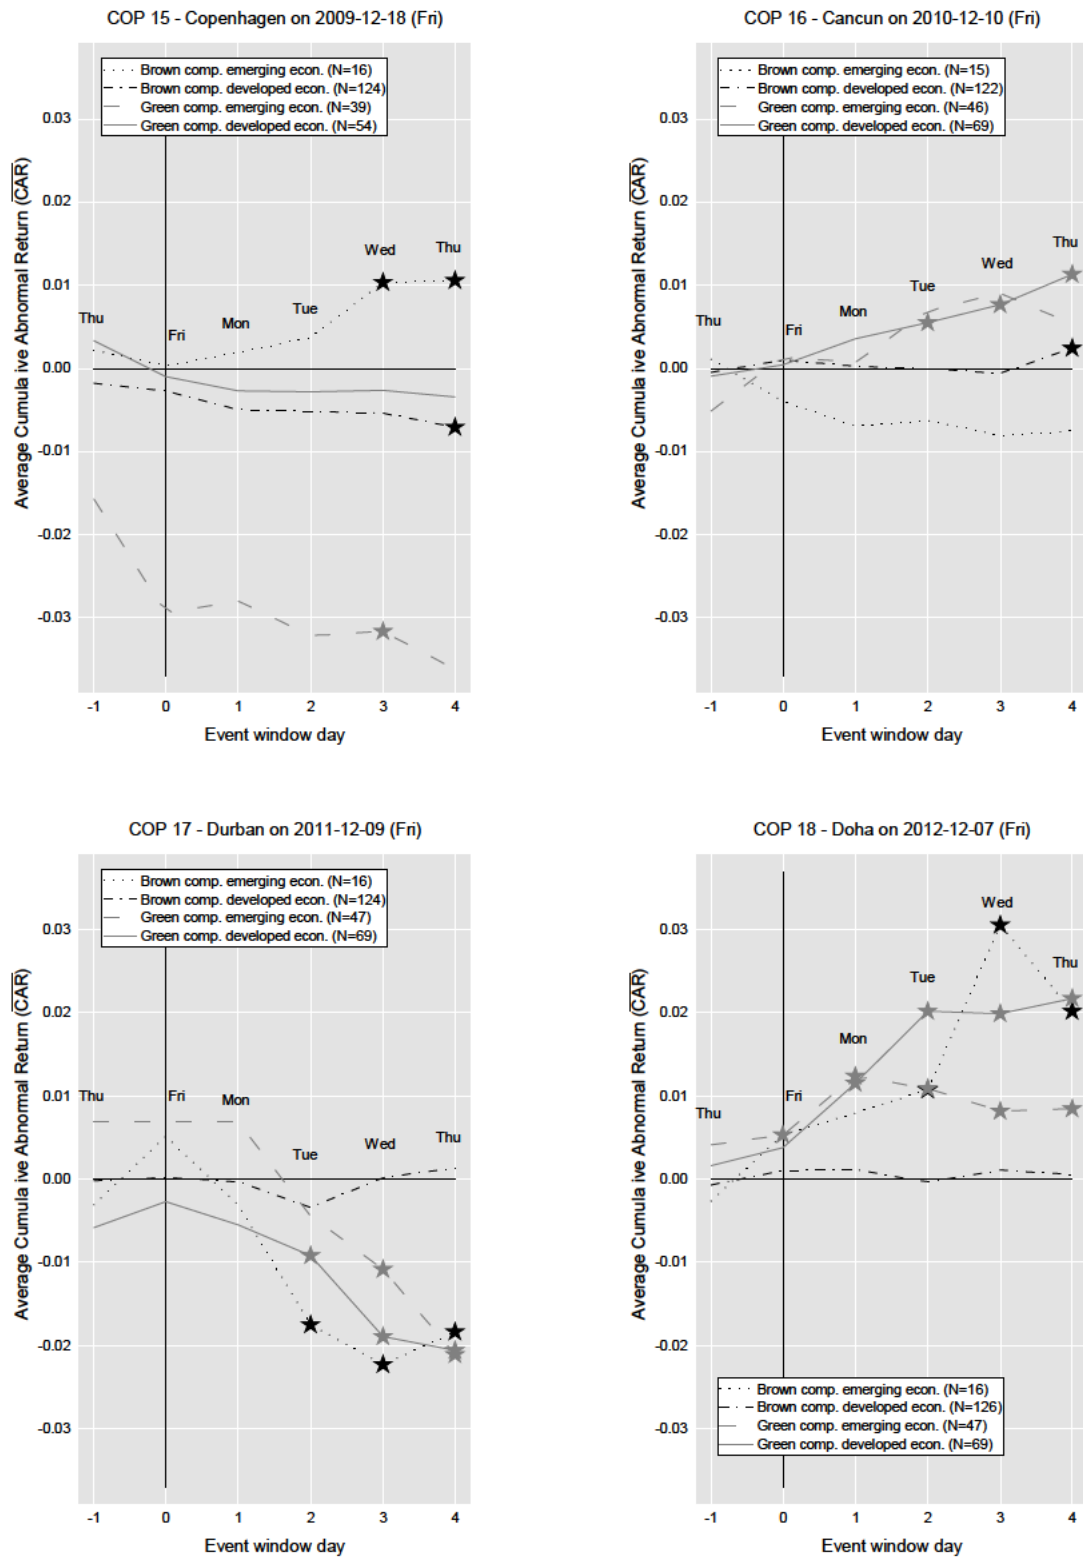 COP 15 - Copenhagen on 2009-12-18 (Fri)
Brown comp. emerging econ. (N=16)
Brown comp. developed econ. (N=124)
Green comp. emerging econ. (N=39)
Green comp. developed econ. (N=54)
Average Cumula ive Abnormal Return (CAR)
0.03
0.02
0.01
0.00
-0.01
-0.02
-0.03
Thu
Fri
Mon
Tue
Wed
Thu
-1 0 1 2 3 4
Event window day
COP 16 - Cancun on 2010-12-10 (Fri)
Brown comp. emerging econ. (N=15)
Brown comp. developed econ. (N=122)
Green comp. emerging econ. (N=46)
Green comp. developed econ. (N=69)
Average Cumula ive Abnormal Return (CAR)
0.03
0.02
0.01
0.00
-0.01
-0.02
-0.03
Thu
Fri
Mon
Tue
Wed
Thu
-1 0 1 2 3 4
Event window day
COP 17 - Durban on 2011-12-09 (Fri)
Brown comp. emerging econ. (N=16)
Brown comp. developed econ. (N=124)
Green comp. emerging econ. (N=47)
Green comp. developed econ. (N=69)
Average Cumula ive Abnormal Return (CAR)
0.03
0.02
0.01
0.00
-0.01
-0.02
-0.03
Thu
Fri
Mon
Tue
Wed
Thu
-1 0 1 2 3 4
Event window day
COP 18 - Doha on 2012-12-07 (Fri)
Average Cumula ive Abnormal Return (CAR)
0.03
0.02
0.01
0.00
-0.01
-0.02
-0.03
Thu
Fri
Mon
Tue
Wed
Thu
Brown comp. emerging econ. (N=16)
Brown comp. developed econ. (N=126)
Green comp. emerging econ. (N=47)
Green comp. developed econ. (N=69)
-1 0 1 2 3 4
Event window day